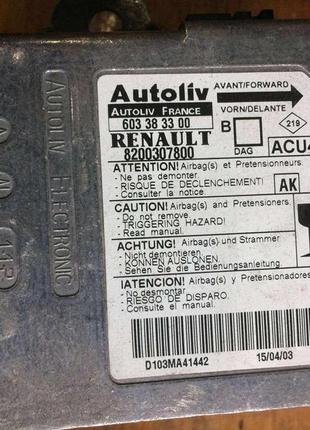 AUTOLIV ELECTRONIC
Autoliv
AVANT/FORWARD
AUTOLIV FRANCE
VORN/DELANTE
603 38 33 00
B
219
RENAULT
DAG
ACU4
8200307800
ATTENTION! Airbag(s) et Pretensionneurs
- Ne pas demonter.
- RISQUE DE DECLENCHEMENT!
- Consulter la notice.
AK
CAUTION! Airbag(s) and Pretensioners
- Do not remove.
- TRIGGERING HAZARD!
- Read manual.
ACHTUNG! Airbag(s) und Strammer
- Nicht demontieren
- KÖNNEN AUSLÖSEN.
- Sehen Sie die Bedienungsanleitung.
¡ATENCION! Airbag(s) y Pretensionadores
- No desmontar
- RIESGO DE DISPARO.
- Consulte el manual.
D103MA41442
15/04/03